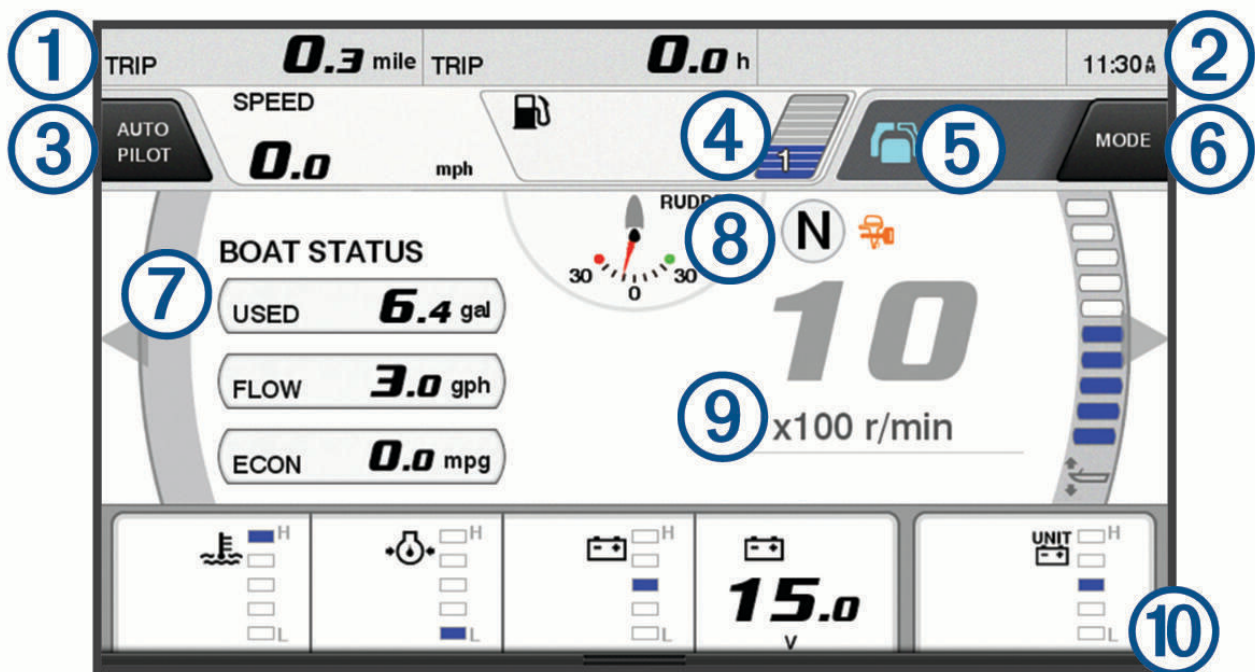 ① TRIP 0.3 mile TRIP 0.0 h 11:30 AM ②
③ AUTO PILOT SPEED 0.0 mph ④ 1 ⑤ MODE ⑥
RUDD ⑧ N
30 0 30
BOAT STATUS
⑦ USED 6.4 gal
FLOW 3.0 gph
ECON 0.0 mpg
10
⑨ x100 r/min
H L
H L
H L
15.0 V
UNIT H L ⑩